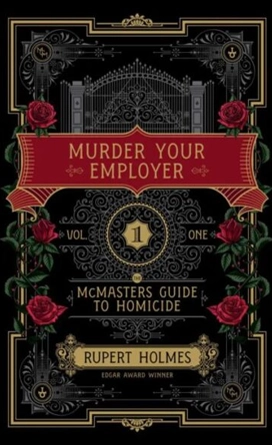 MURDER YOUR
EMPLOYER
VOL. 1 ONE
THE
McMASTERS GUIDE
TO HOMICIDE
RUPERT HOLMES
EDGAR AWARD WINNER